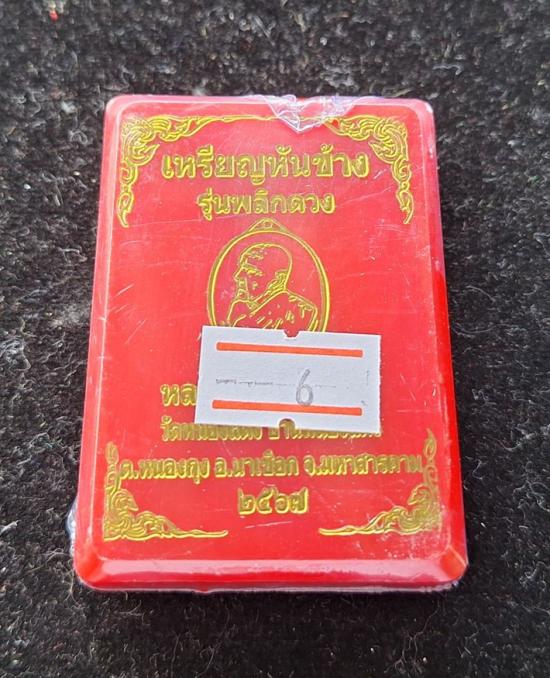 เหรียญหันข้าง
รุ่นพลิกดวง
6
ต.หนองกุง อ.นาเชือก จ.มหาสารคาม
๒๕๖๗